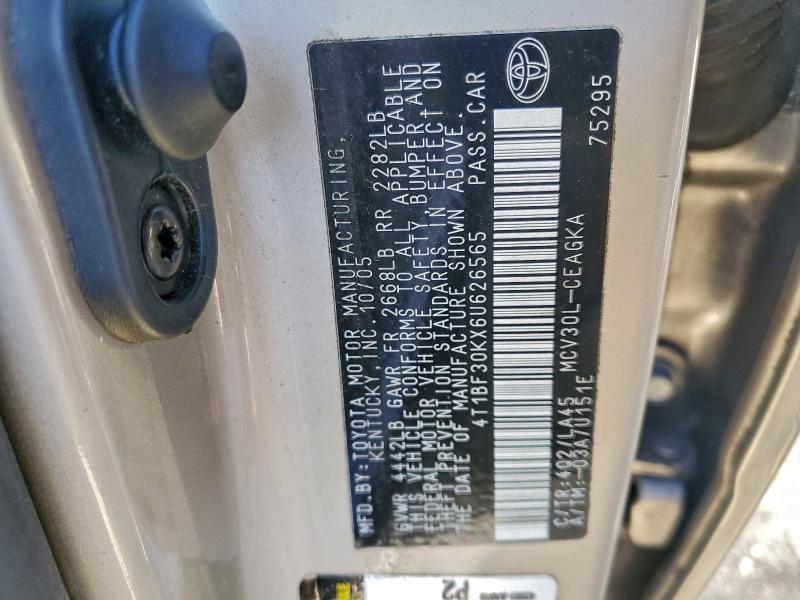 MFD.BY:TOYOTA MOTOR MANUFACTURING,
KENTUCKY, INC. 10/05
GVWR 4442LB GAWR FR 2668LB RR 2282LB
THIS VEHICLE CONFORMS TO ALL APPLICABLE
FEDERAL MOTOR VEHICLE SAFETY, BUMPER AND
THEFT PREVENTION STANDARDS IN EFFECT ON
THE DATE OF MANUFACTURE SHOWN ABOVE.
4T1BF30KX6U626565 PASS.CAR
C/TR:4Q2/LA45 MCV30L-CEAGKA
A/TM:-03A/U151E 75295
P2